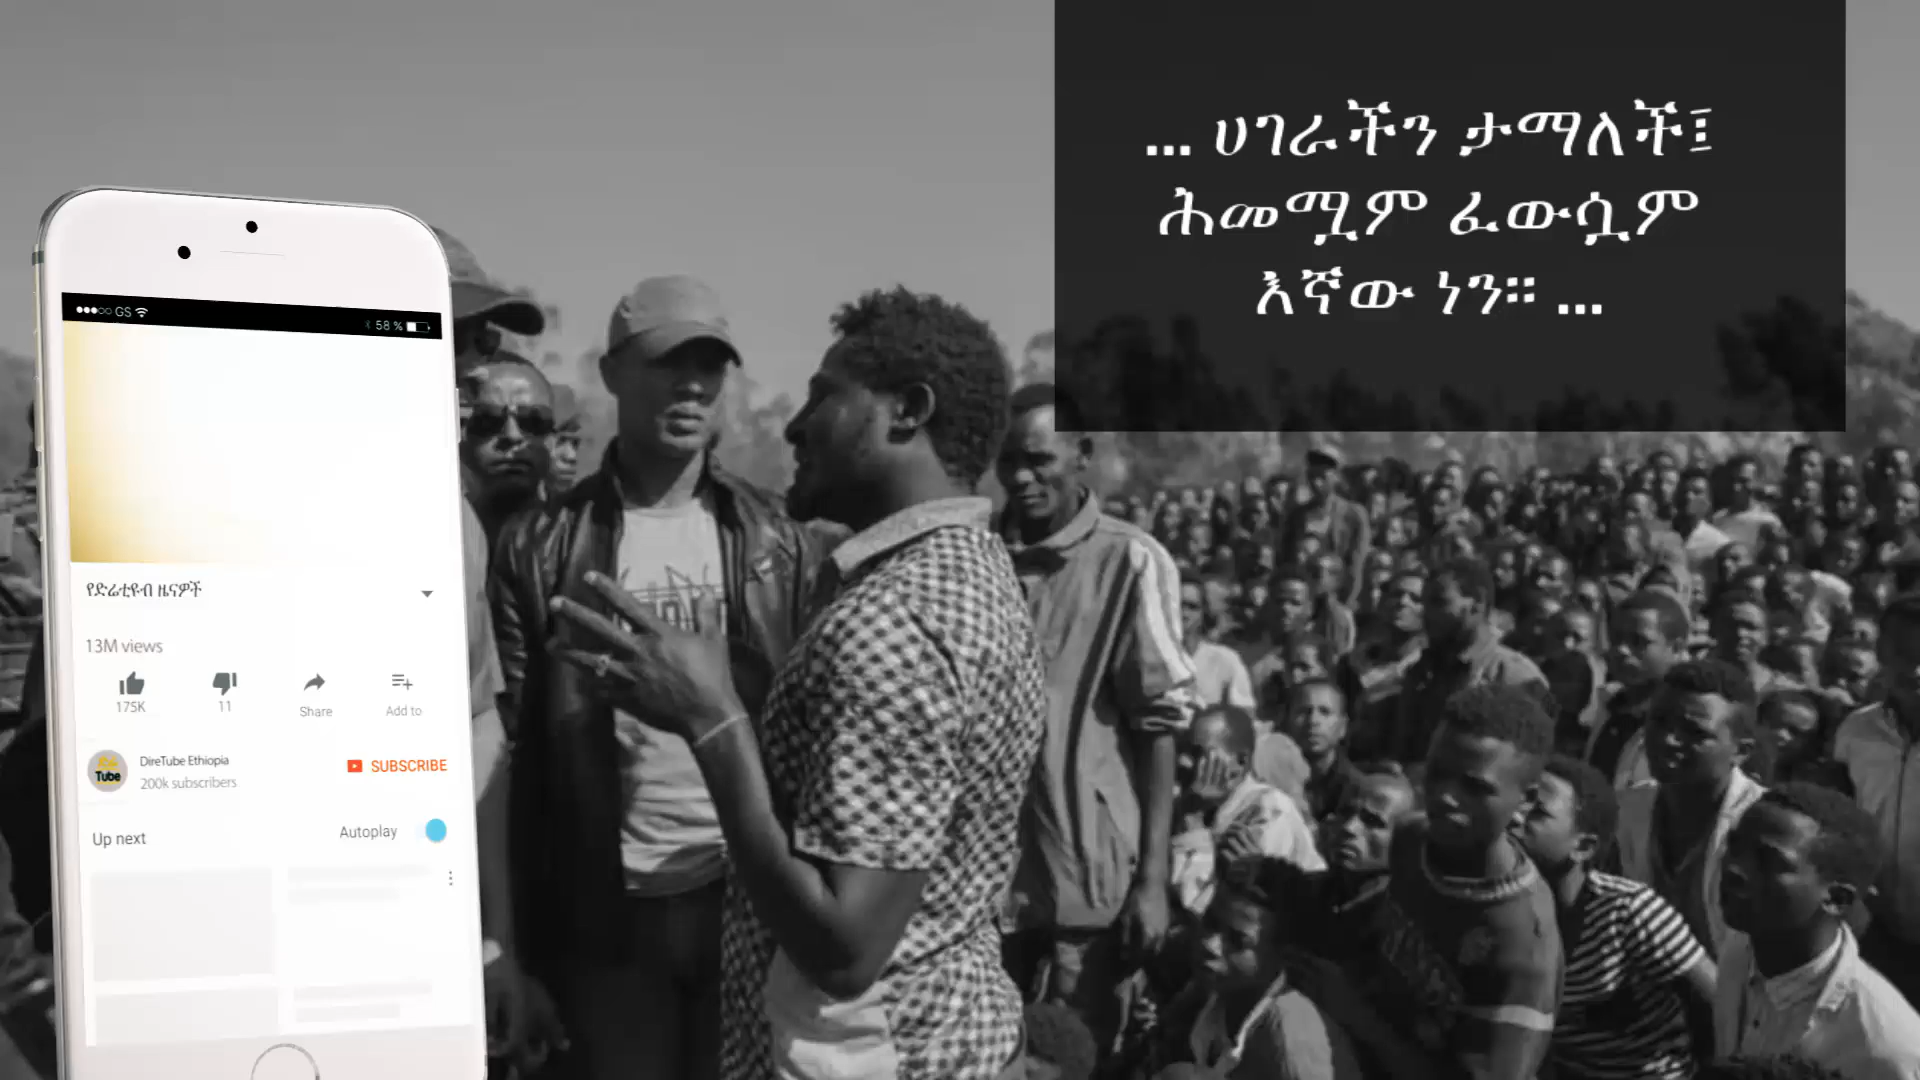 ... ሀገራችን ታማለች፤
ሕመሟም ፈውሷም
እኛው ነን። ...
GS
58 %
የድሬቲዩብ ዜናዎች
13M views
175K
11
Share
Add to
Tube
DireTube Ethiopia
200k subscribers
SUBSCRIBE
Up next
Autoplay